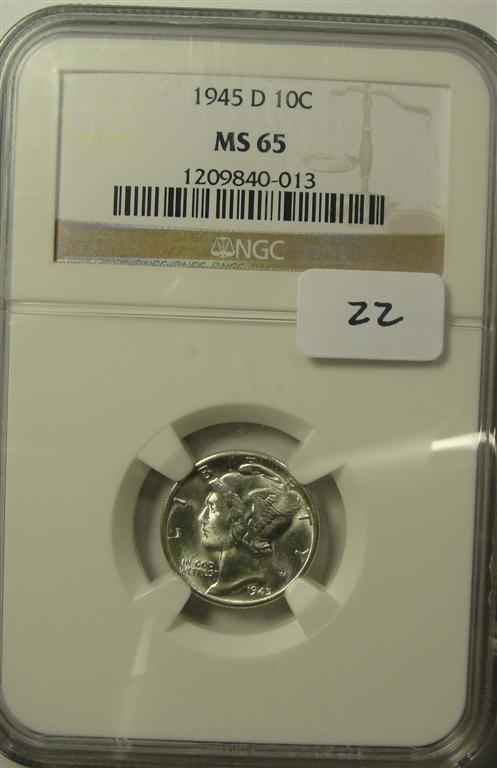 1945 D 10C
MS 65
1209840-013
NGC
22
LIBERTY
IN GOD
WE TRUST
1945